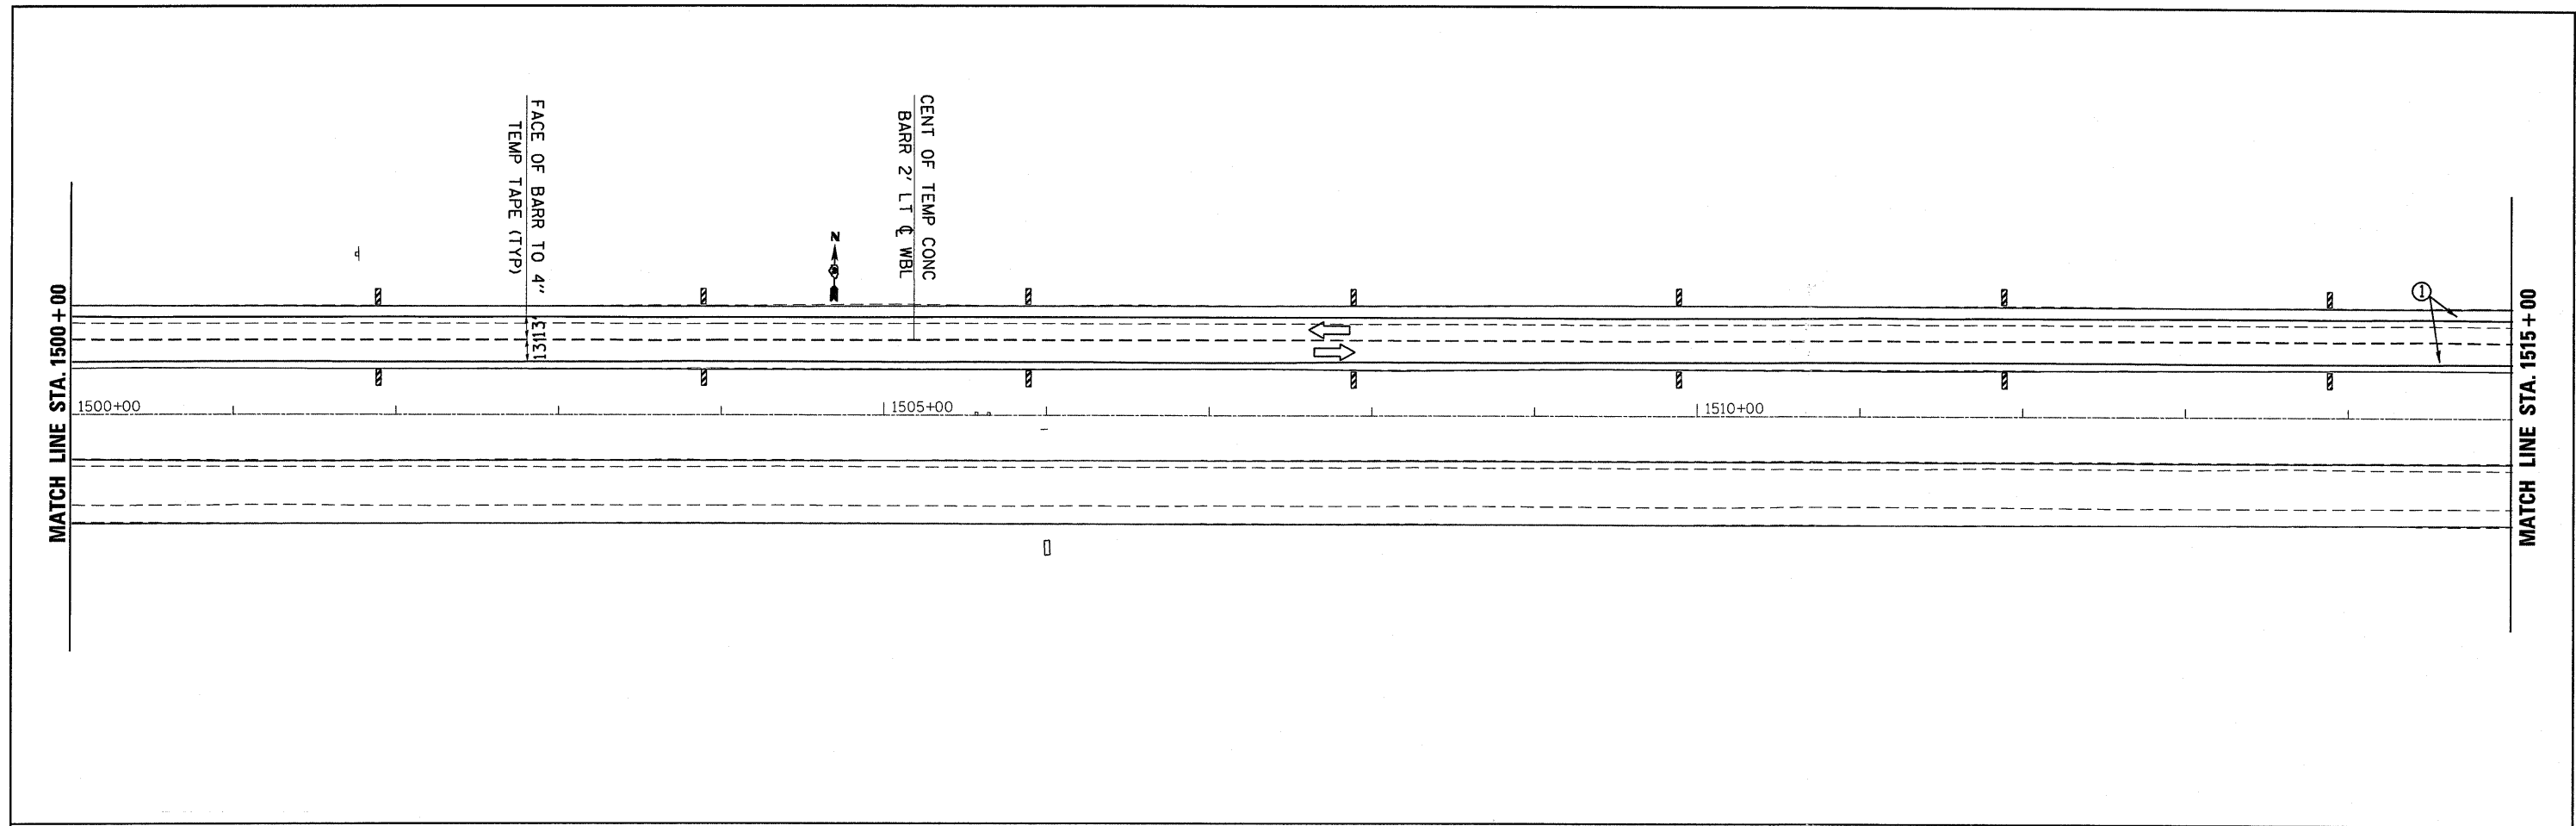 FACE OF BARR TO 4"
TEMP TAPE (TYP)
CENT OF TEMP CONC
BARR 2' LT ℄ WBL
N
13'
13'
1
MATCH LINE STA. 1500+00
MATCH LINE STA. 1515+00
1500+00
1505+00
1510+00